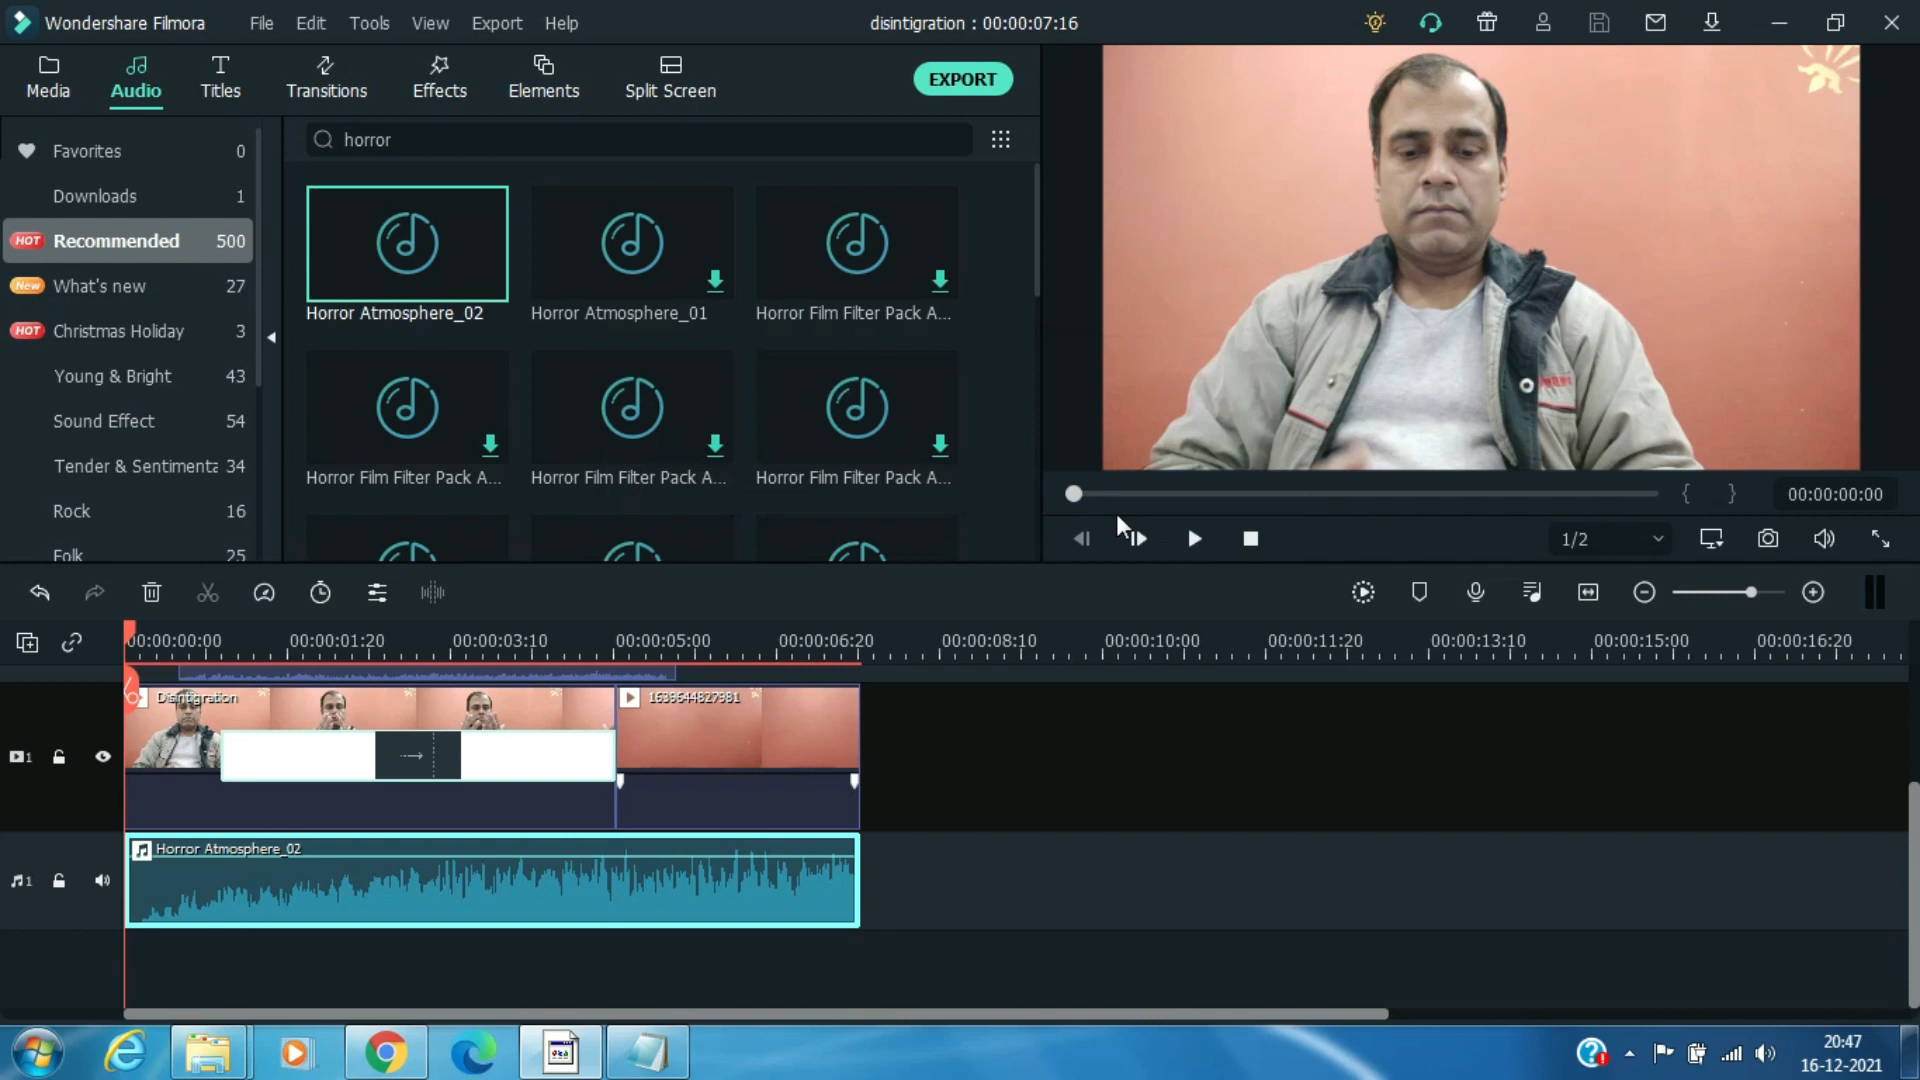 Wondershare Filmora
File Edit Tools View Export Help
disintigration : 00:00:07:16
Media Audio Titles Transitions Effects Elements Split Screen
EXPORT
Favorites 0
Downloads 1
HOT Recommended 500
New What's new 27
HOT Christmas Holiday 3
Young & Bright 43
Sound Effect 54
Tender & Sentimenta 34
Rock 16
Folk 25
horror
Horror Atmosphere_02
Horror Atmosphere_01
Horror Film Filter Pack A...
Horror Film Filter Pack A...
Horror Film Filter Pack A...
Horror Film Filter Pack A...
00:00:00:00
1/2
00:00:00:00 00:00:01:20 00:00:03:10 00:00:05:00 00:00:06:20 00:00:08:10 00:00:10:00 00:00:11:20 00:00:13:10 00:00:15:00 00:00:16:20
Disintigration
1639644827981
1
Horror Atmosphere_02
1
20:47
16-12-2021